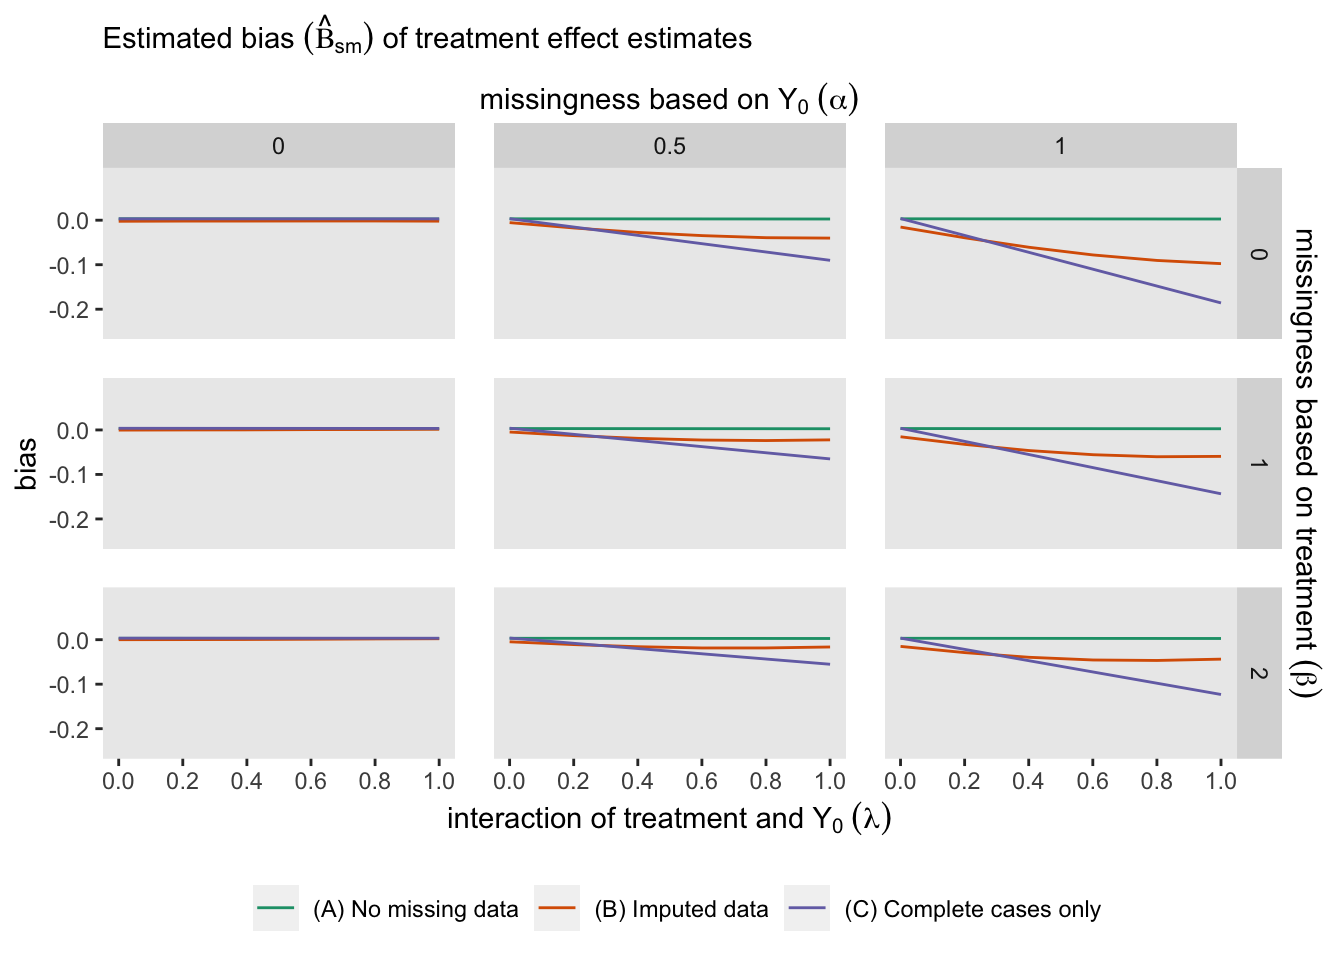 Estimated bias (B̂sm) of treatment effect estimates
missingness based on Y0 (α)
0 0.5 1
0.0
-0.1
-0.2
0
0.0
-0.1
-0.2
1
0.0
-0.1
-0.2
2
bias
missingness based on treatment (β)
0.0 0.2 0.4 0.6 0.8 1.0 0.0 0.2 0.4 0.6 0.8 1.0 0.0 0.2 0.4 0.6 0.8 1.0
interaction of treatment and Y0 (λ)
(A) No missing data (B) Imputed data (C) Complete cases only